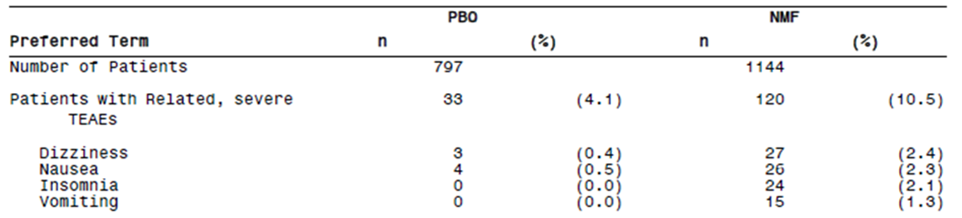 PBO NMF
Preferred Term n (%) n (%)
Number of Patients 797 1144
Patients with Related, severe 33 (4.1) 120 (10.5)
TEAEs
Dizziness 3 (0.4) 27 (2.4)
Nausea 4 (0.5) 26 (2.3)
Insomnia 0 (0.0) 24 (2.1)
Vomiting 0 (0.0) 15 (1.3)